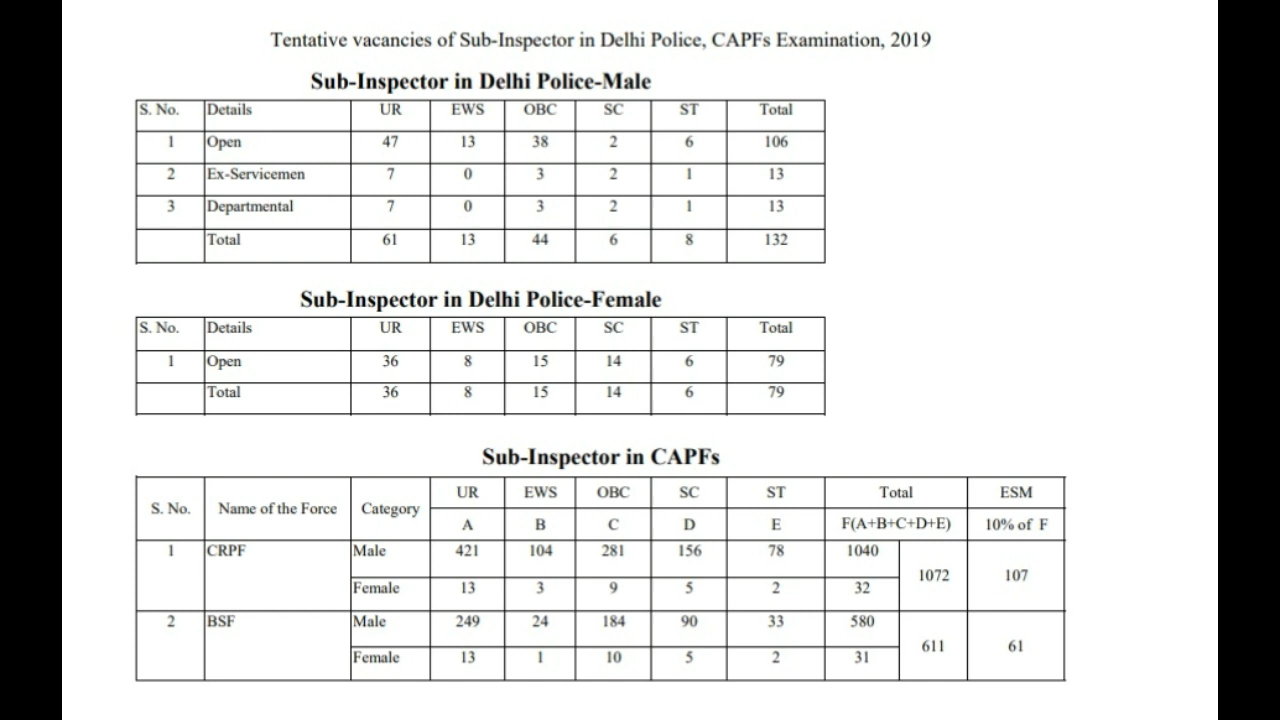 Tentative vacancies of Sub-Inspector in Delhi Police, CAPFs Examination, 2019
Sub-Inspector in Delhi Police-Male
S. No. Details UR EWS OBC SC ST Total
1 Open 47 13 38 2 6 106
2 Ex-Servicemen 7 0 3 2 1 13
3 Departmental 7 0 3 2 1 13
Total 61 13 44 6 8 132
Sub-Inspector in Delhi Police-Female
S. No. Details UR EWS OBC SC ST Total
1 Open 36 8 15 14 6 79
Total 36 8 15 14 6 79
Sub-Inspector in CAPFs
S. No. Name of the Force Category UR EWS OBC SC ST Total ESM
A B C D E F(A+B+C+D+E) 10% of F
1 CRPF Male 421 104 281 156 78 1040 1072 107
Female 13 3 9 5 2 32
2 BSF Male 249 24 184 90 33 580 611 61
Female 13 1 10 5 2 31